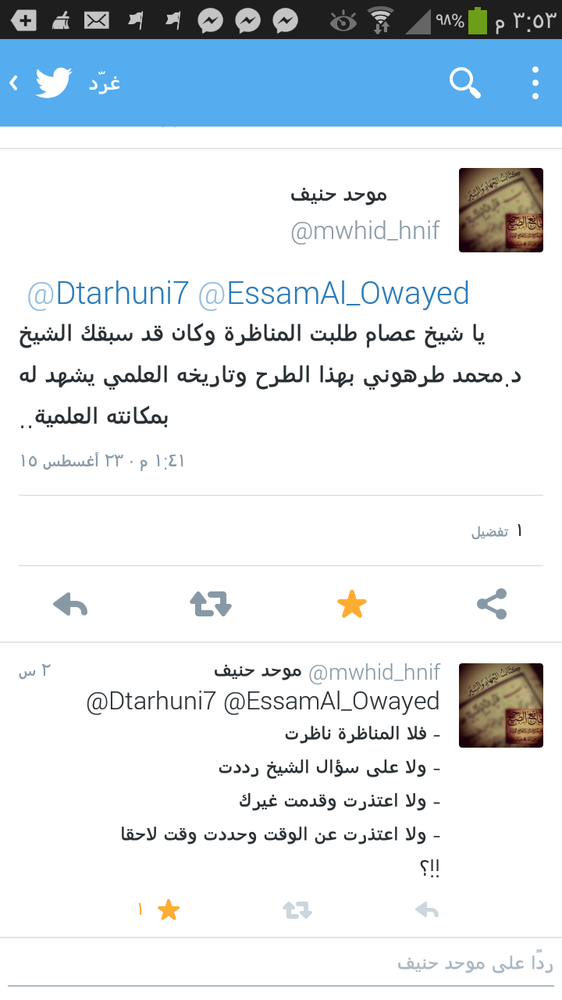 ٣:٥٣ م ٩٨%
غرّد
موحد حنيف
@mwhid_hnif
@Dtarhuni7 @EssamAl_Owayed
يا شيخ عصام طلبت المناظرة وكان قد سبقك الشيخ
د.محمد طرهوني بهذا الطرح وتاريخه العلمي يشهد له
بمكانته العلمية..
١:٤١ م · ٢٣ أغسطس ١٥
١ تفضيل
موحد حنيف @mwhid_hnif ٢ س
@Dtarhuni7 @EssamAl_Owayed
- فلا المناظرة ناظرت
- ولا على سؤال الشيخ رددت
- ولا اعتذرت وقدمت غيرك
- ولا اعتذرت عن الوقت وحددت وقت لاحقا
!!؟
١
ردًا على موحد حنيف